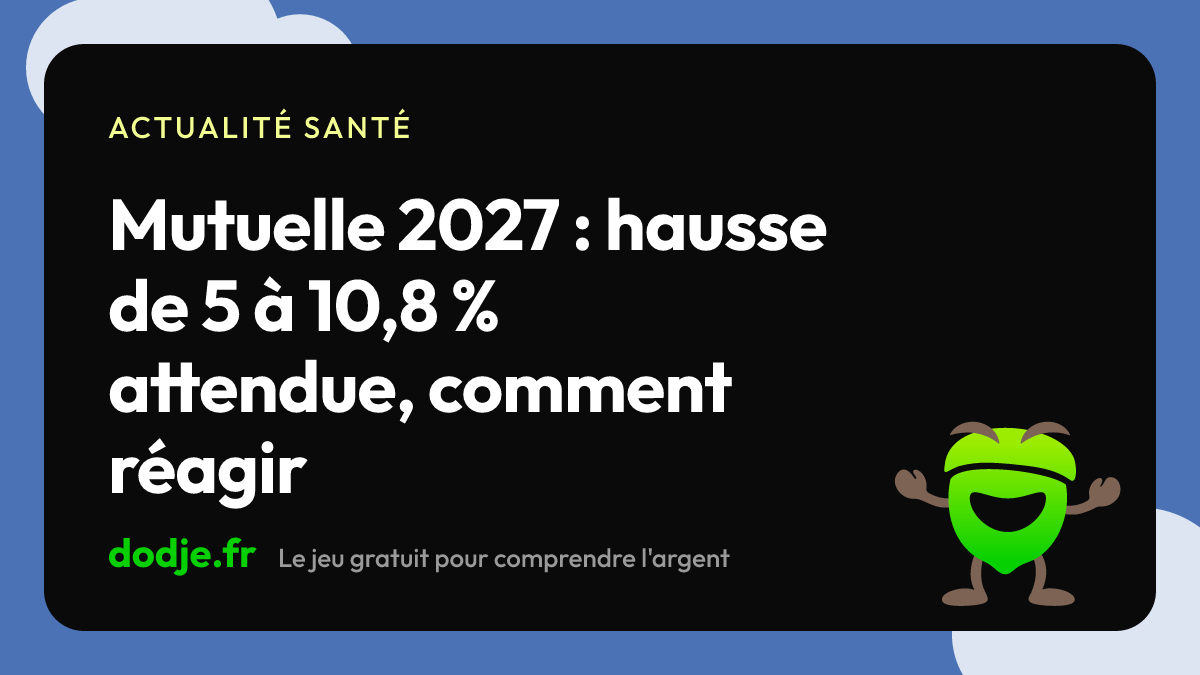 ACTUALITÉ SANTÉ
Mutuelle 2027 : hausse
de 5 à 10,8 %
attendue, comment
réagir
dodje.fr Le jeu gratuit pour comprendre l'argent